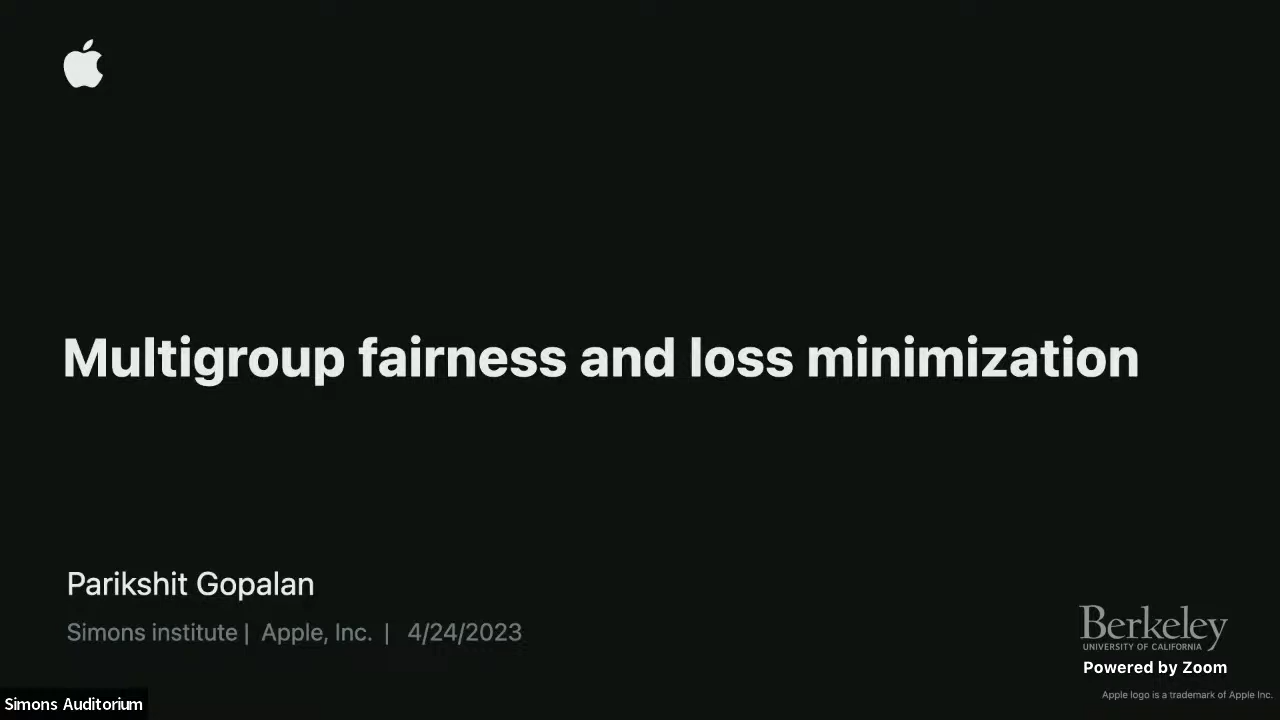 Multigroup fairness and loss minimization
Parikshit Gopalan
Simons institute | Apple, Inc. | 4/24/2023
Berkeley
UNIVERSITY OF CALIFORNIA
Powered by Zoom
Apple logo is a trademark of Apple Inc.
Simons Auditorium